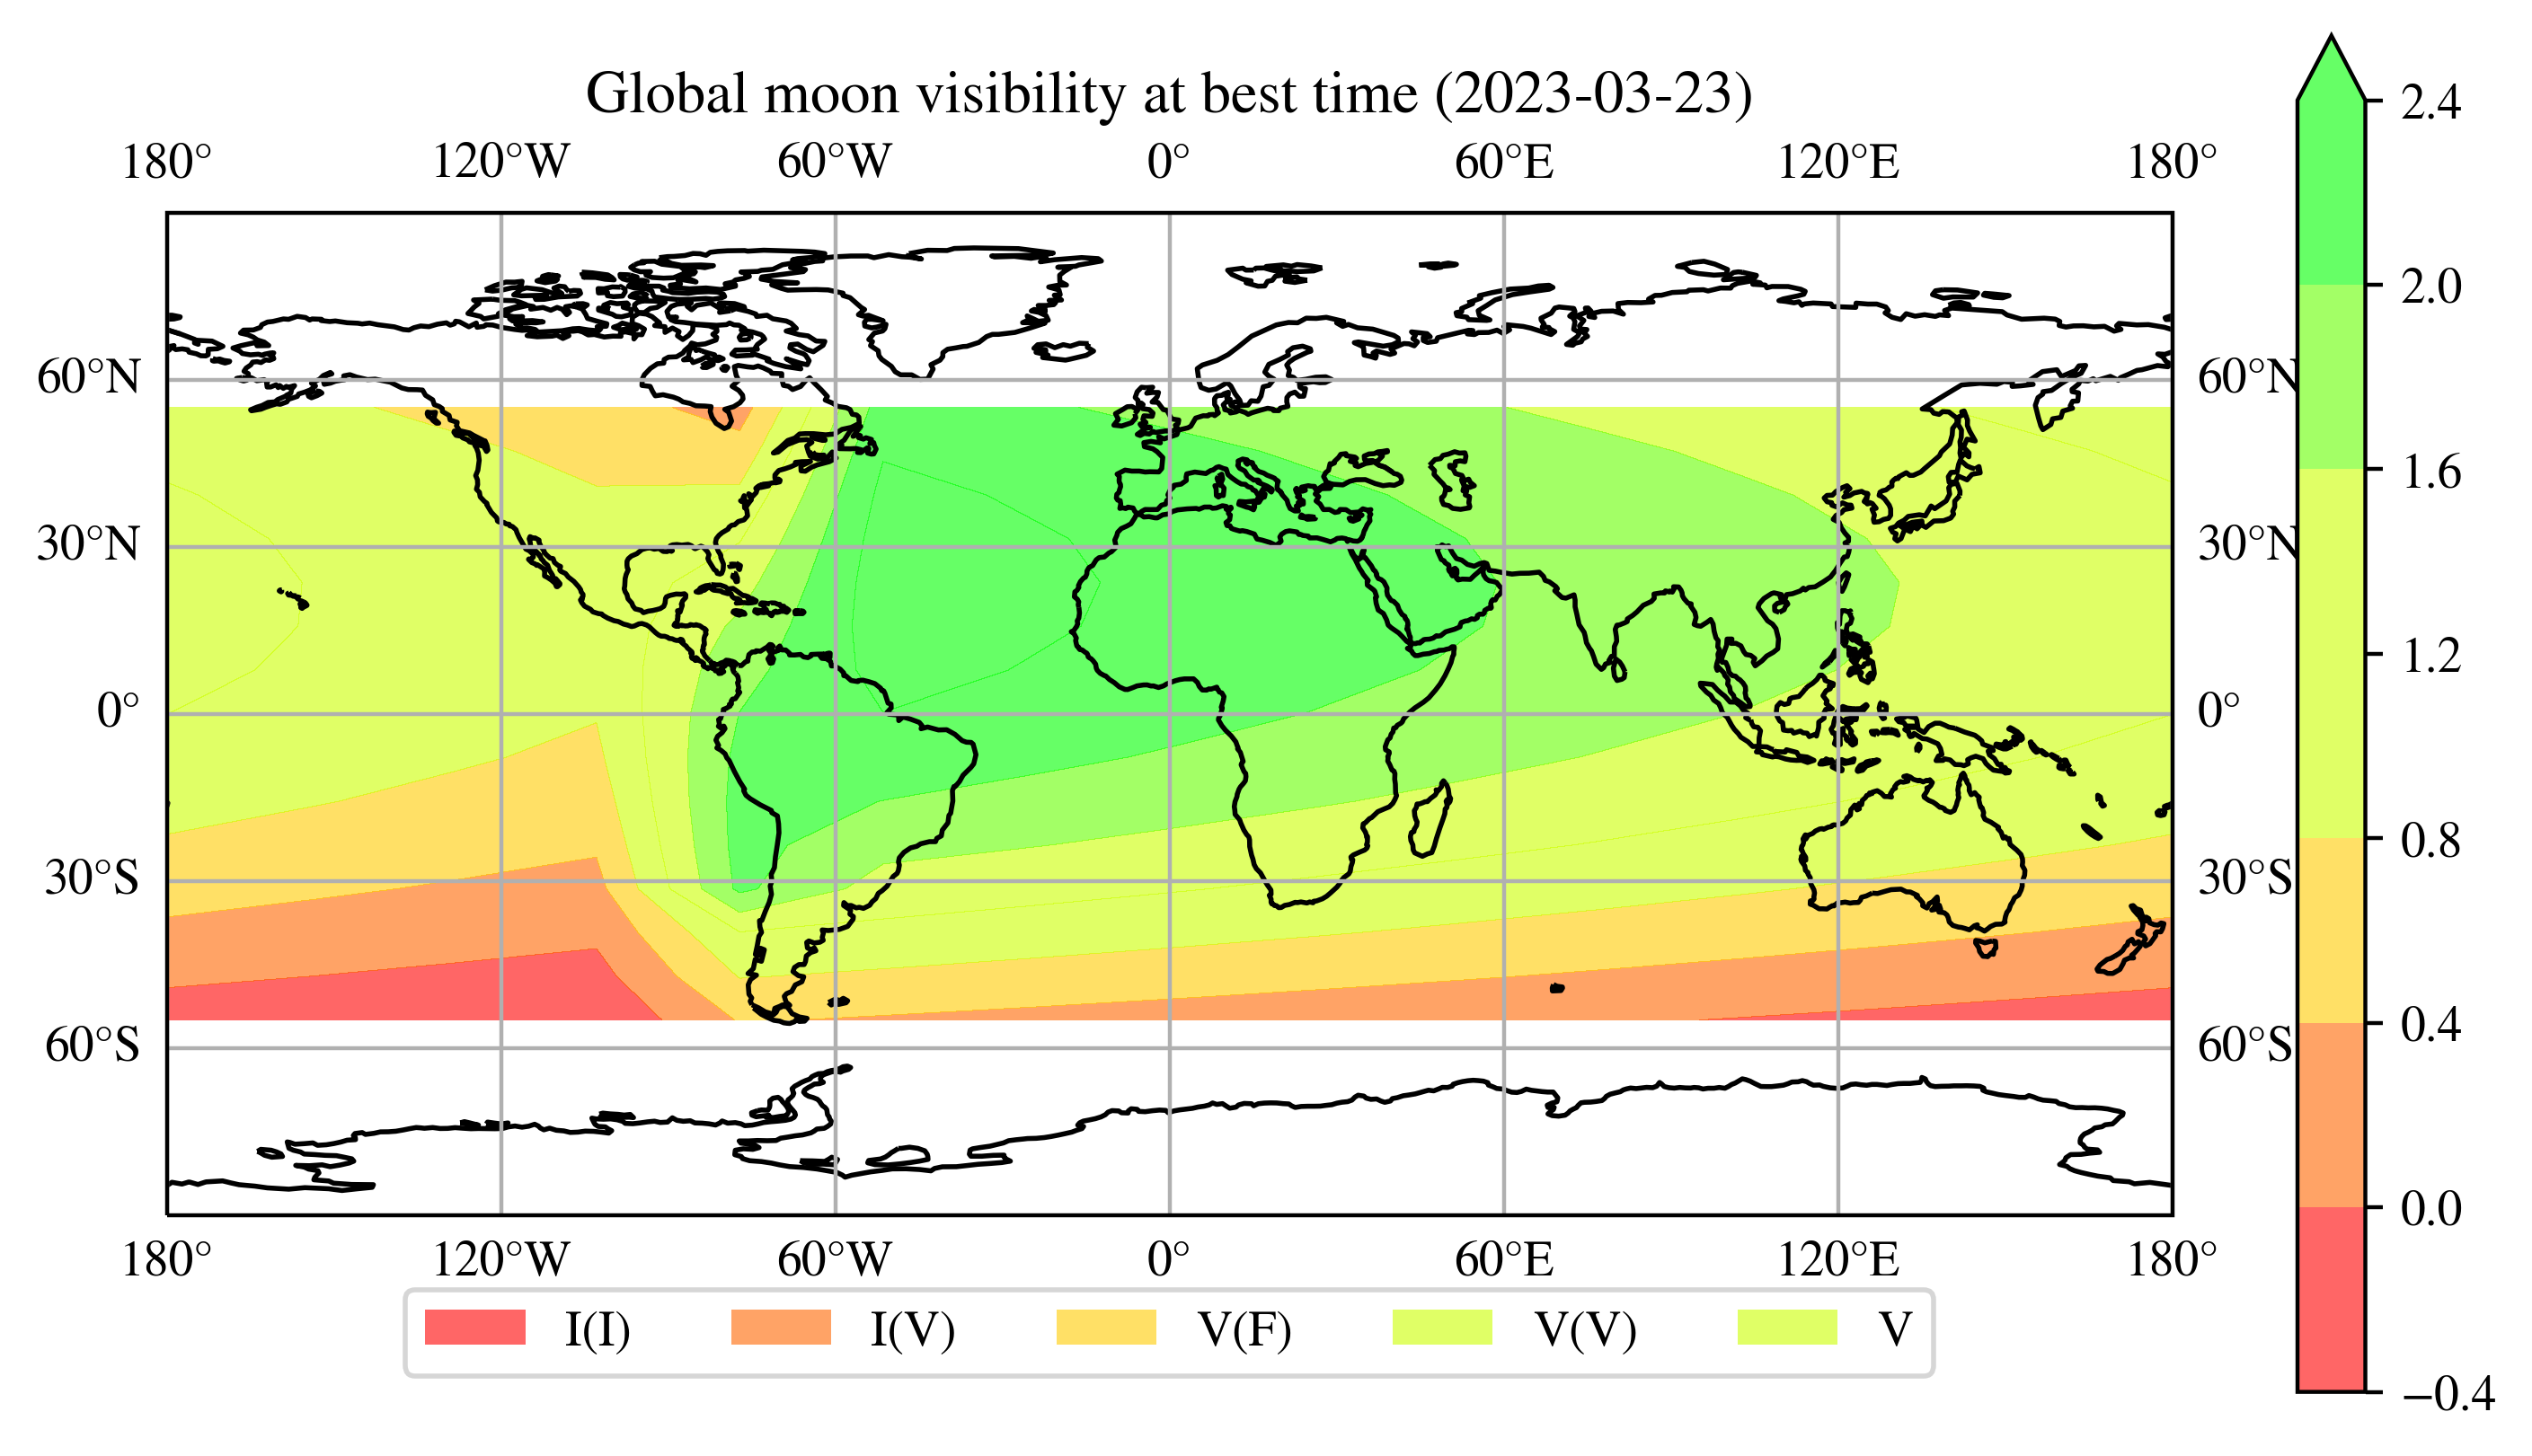 Global moon visibility at best time (2023-03-23)
180° 120°W 60°W 0° 60°E 120°E 180°
60°N 60°N
30°N 30°N
0° 0°
30°S 30°S
60°S 60°S
180° 120°W 60°W 0° 60°E 120°E 180°
I(I) I(V) V(F) V(V) V
2.4
2.0
1.6
1.2
0.8
0.4
0.0
−0.4